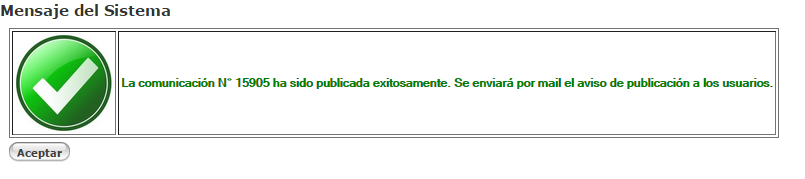 Mensaje del Sistema
La comunicación N° 15905 ha sido publicada exitosamente. Se enviará por mail el aviso de publicación a los usuarios.
Aceptar